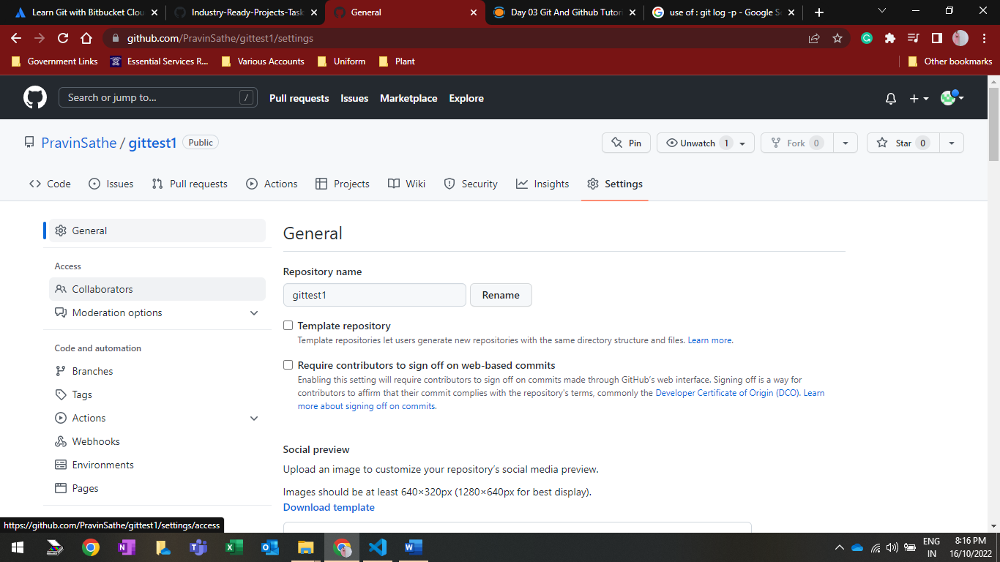 Learn Git with Bitbucket Clou
Industry-Ready-Projects-Task
General
Day 03 Git And Github Tutori
use of : git log -p - Google Se
github.com/PravinSathe/gittest1/settings
Government Links
Essential Services R...
Various Accounts
Uniform
Plant
Other bookmarks
Search or jump to...
/
Pull requests
Issues
Marketplace
Explore
PravinSathe / gittest1
Public
Pin
Unwatch 1
Fork 0
Star 0
Code
Issues
Pull requests
Actions
Projects
Wiki
Security
Insights
Settings
General
Access
Collaborators
Moderation options
Code and automation
Branches
Tags
Actions
Webhooks
Environments
Pages
General
Repository name
gittest1
Rename
Template repository
Template repositories let users generate new repositories with the same directory structure and files. Learn more.
Require contributors to sign off on web-based commits
Enabling this setting will require contributors to sign off on commits made through GitHub's web interface. Signing off is a way for
contributors to affirm that their commit complies with the repository's terms, commonly the Developer Certificate of Origin (DCO). Learn
more about signing off on commits.
Social preview
Upload an image to customize your repository's social media preview.
Images should be at least 640×320px (1280×640px for best display).
Download template
https://github.com/PravinSathe/gittest1/settings/access
ENG
IN
8:16 PM
16/10/2022